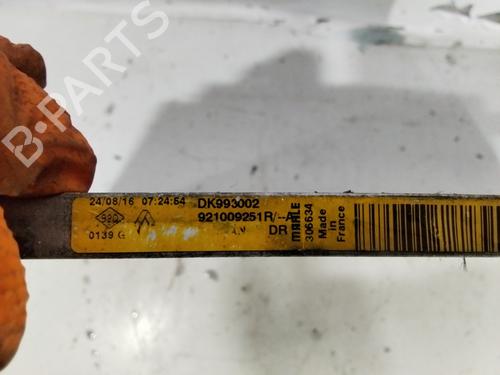 B-PARTS
24/08/16 07:24:54
DK993002
921009251R/--A
0139 G
DR
MAHLE
306634
Made
in
France